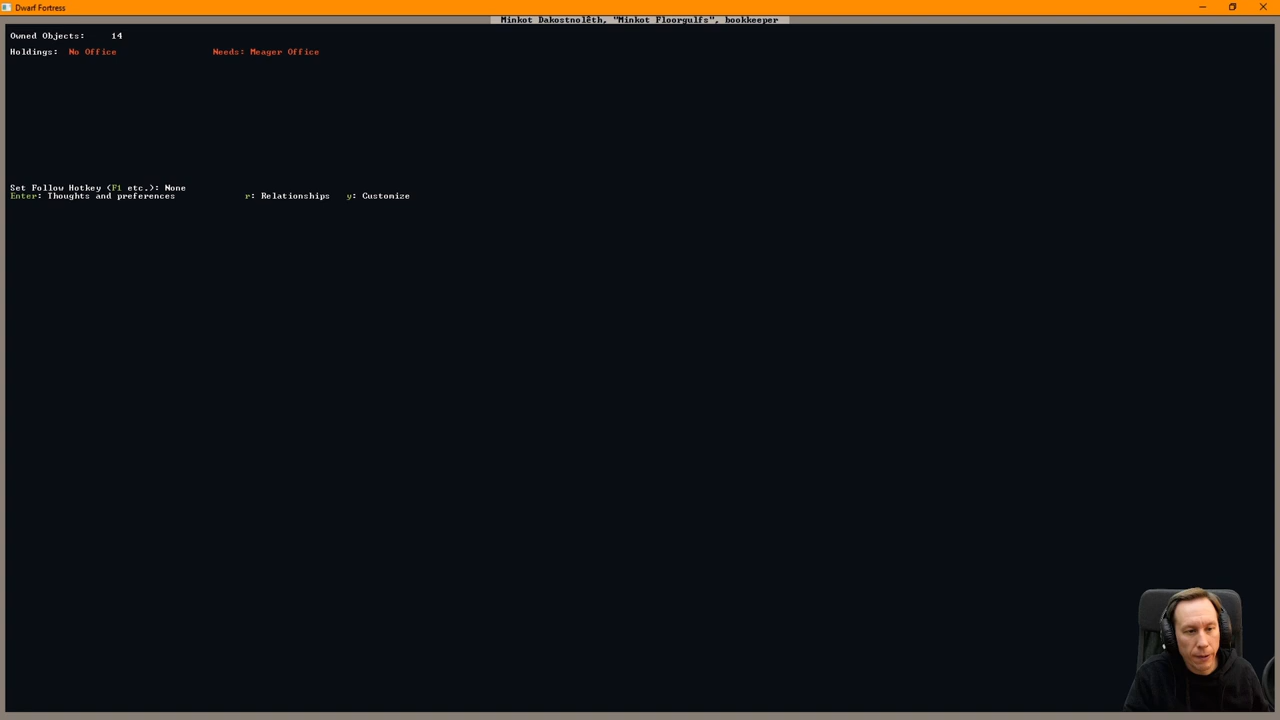 Dwarf Fortress
Minkot Dakostnolêth, "Minkot Floorgulfs", bookkeeper
Owned Objects: 14
Holdings: No Office Needs: Meager Office
Set Follow Hotkey (F1 etc.): None
Enter: Thoughts and preferences r: Relationships y: Customize